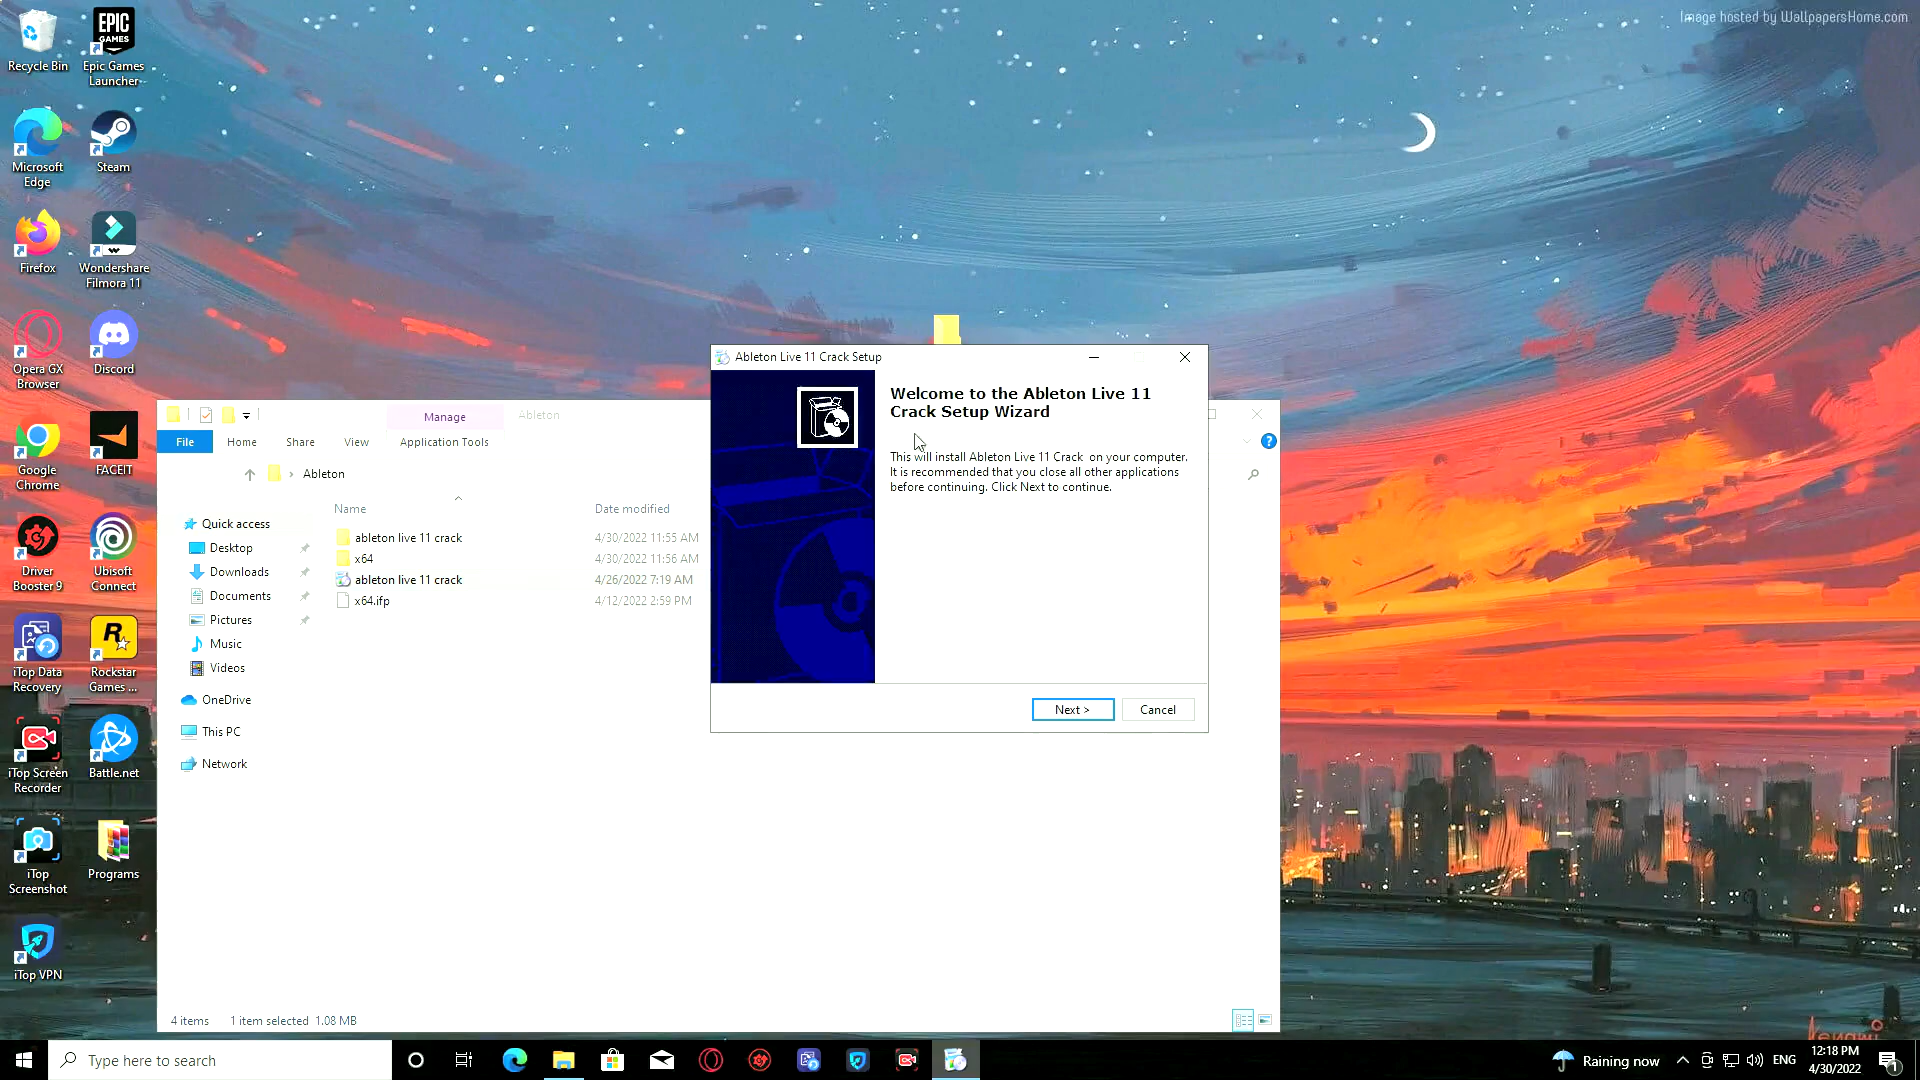 Image hosted by WallpapersHome.com
Recycle Bin
EPIC
GAMES
Epic Games
Launcher
Microsoft
Edge
Steam
Firefox
Wondershare
Filmora 11
Opera GX
Browser
Discord
Google
Chrome
FACEIT
Driver
Booster 9
Ubisoft
Connect
iTop Data
Recovery
Rockstar
Games ...
iTop Screen
Recorder
Battle.net
iTop
Screenshot
Programs
iTop VPN
Manage
Ableton
File
Home
Share
View
Application Tools
Ableton
Name
Date modified
Quick access
Desktop
Downloads
Documents
Pictures
Music
Videos
OneDrive
This PC
Network
ableton live 11 crack
4/30/2022 11:55 AM
x64
4/30/2022 11:56 AM
ableton live 11 crack
4/26/2022 7:19 AM
x64.ifp
4/12/2022 2:59 PM
4 items
1 item selected 1.08 MB
Ableton Live 11 Crack Setup
Welcome to the Ableton Live 11
Crack Setup Wizard
This will install Ableton Live 11 Crack on your computer.
It is recommended that you close all other applications
before continuing. Click Next to continue.
Next >
Cancel
Type here to search
Raining now
ENG
12:18 PM
4/30/2022
1